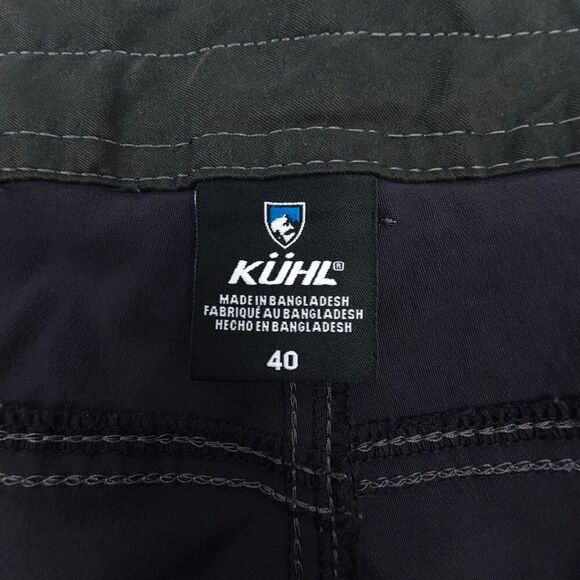 KÜHL®
MADE IN BANGLADESH
FABRIQUÉ AU BANGLADESH
HECHO EN BANGLADESH
40